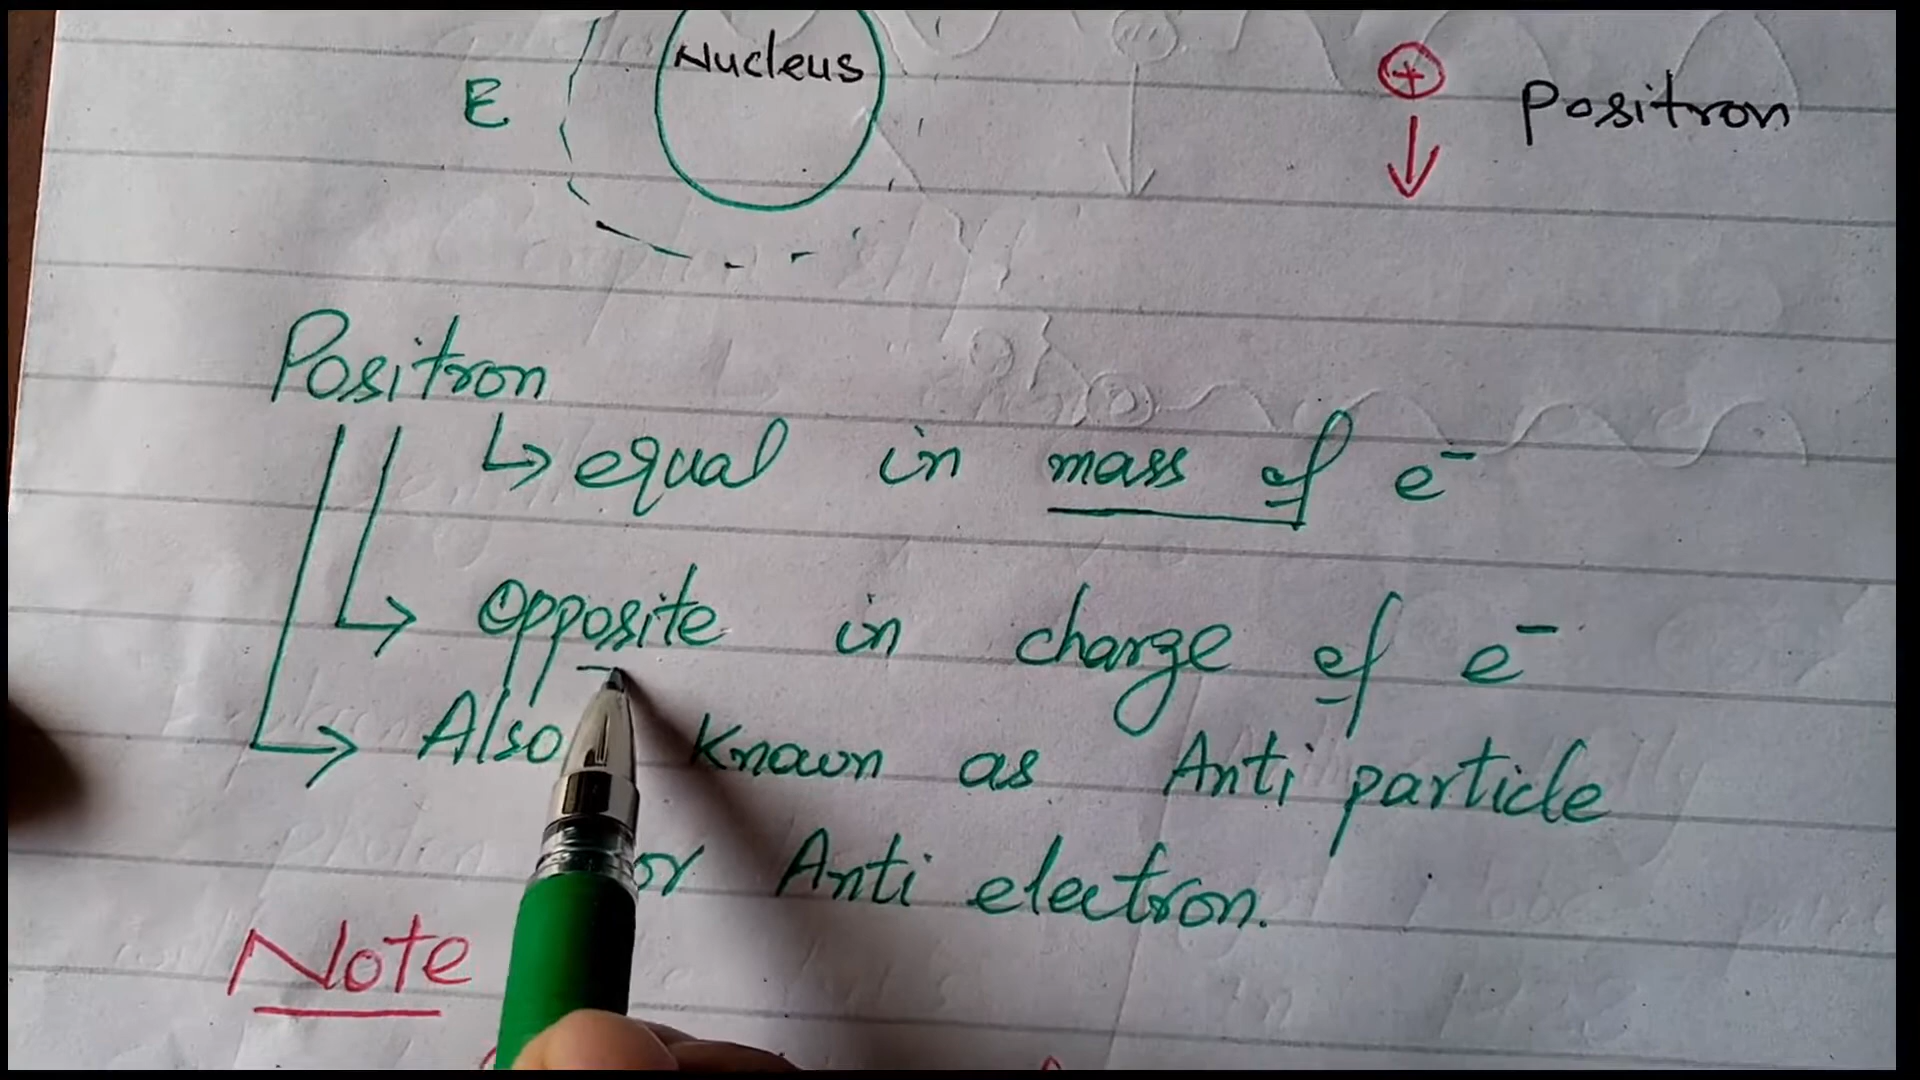 Nucleus
E
+
Positron
Positron
equal in mass of e⁻
Opposite in charge of e⁻
Also known as Anti particle
or Anti electron.
Note